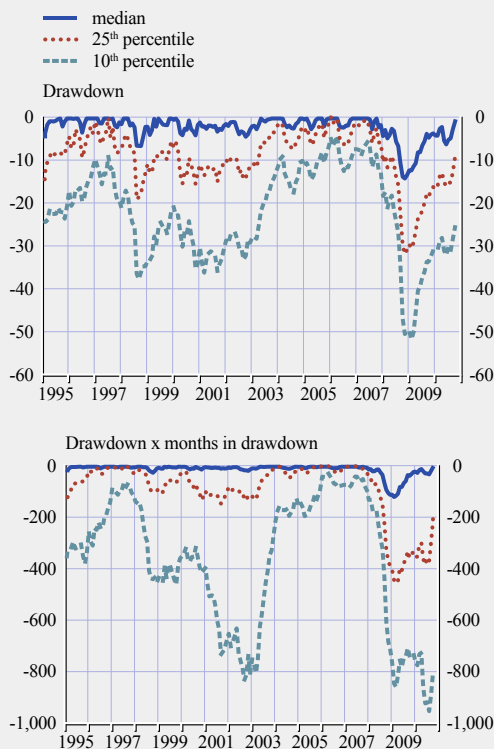 median
25th percentile
10th percentile
Drawdown
0 0
-10 -10
-20 -20
-30 -30
-40 -40
-50 -50
-60 -60
1995 1997 1999 2001 2003 2005 2007 2009
Drawdown x months in drawdown
0 0
-200 -200
-400 -400
-600 -600
-800 -800
-1,000 -1,000
1995 1997 1999 2001 2003 2005 2007 2009